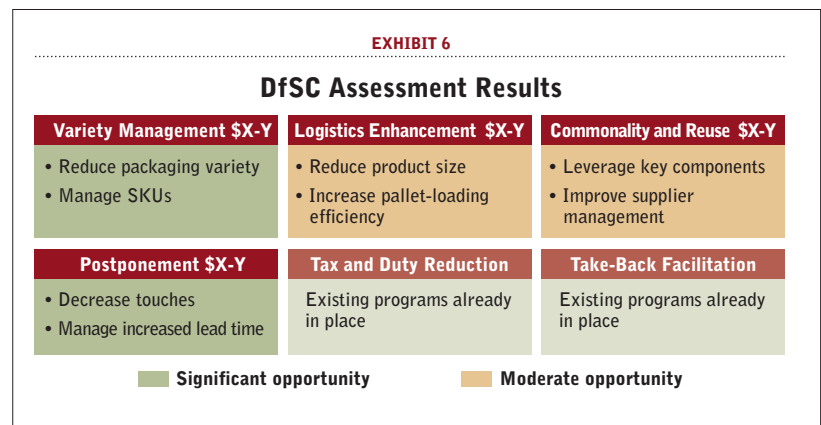 EXHIBIT 6
DfSC Assessment Results
Variety Management $X-Y
• Reduce packaging variety
• Manage SKUs
Logistics Enhancement $X-Y
• Reduce product size
• Increase pallet-loading
efficiency
Commonality and Reuse $X-Y
• Leverage key components
• Improve supplier
management
Postponement $X-Y
• Decrease touches
• Manage increased lead time
Tax and Duty Reduction
Existing programs already
in place
Take-Back Facilitation
Existing programs already
in place
Significant opportunity
Moderate opportunity